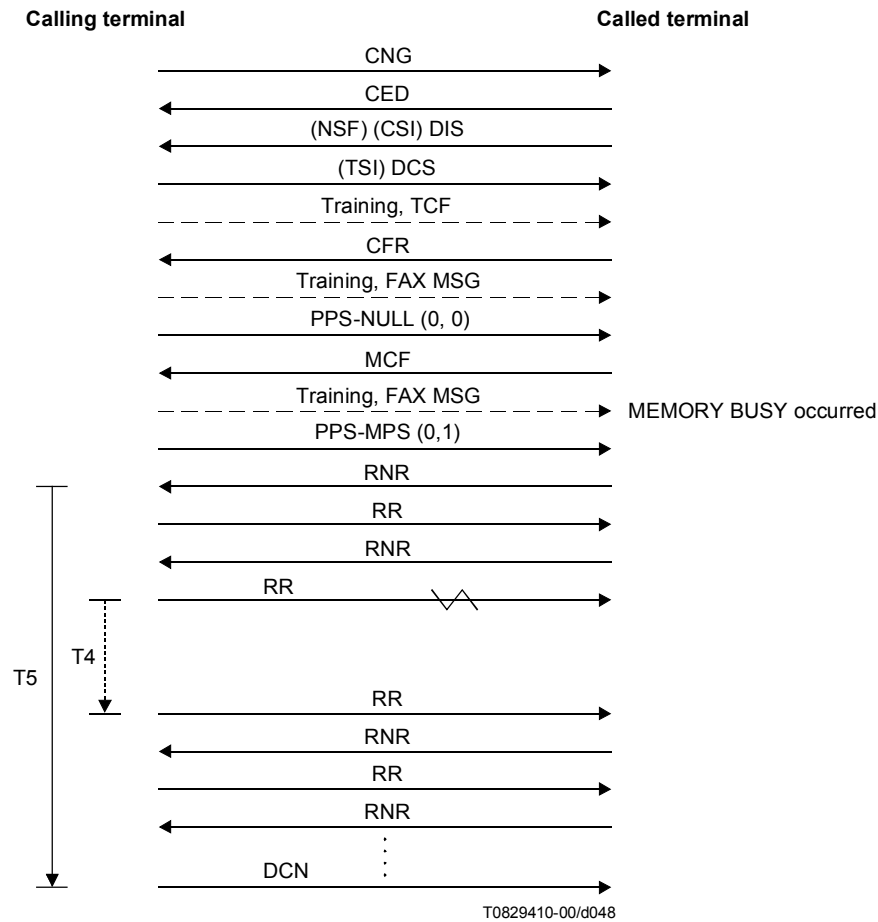 Calling terminal Called terminal
CNG
CED
(NSF) (CSI) DIS
(TSI) DCS
Training, TCF
CFR
Training, FAX MSG
PPS-NULL (0, 0)
MCF
Training, FAX MSG MEMORY BUSY occurred
PPS-MPS (0,1)
RNR
RR
RNR
RR
T4
T5
RR
RNR
RR
RNR
DCN
T0829410-00/d048